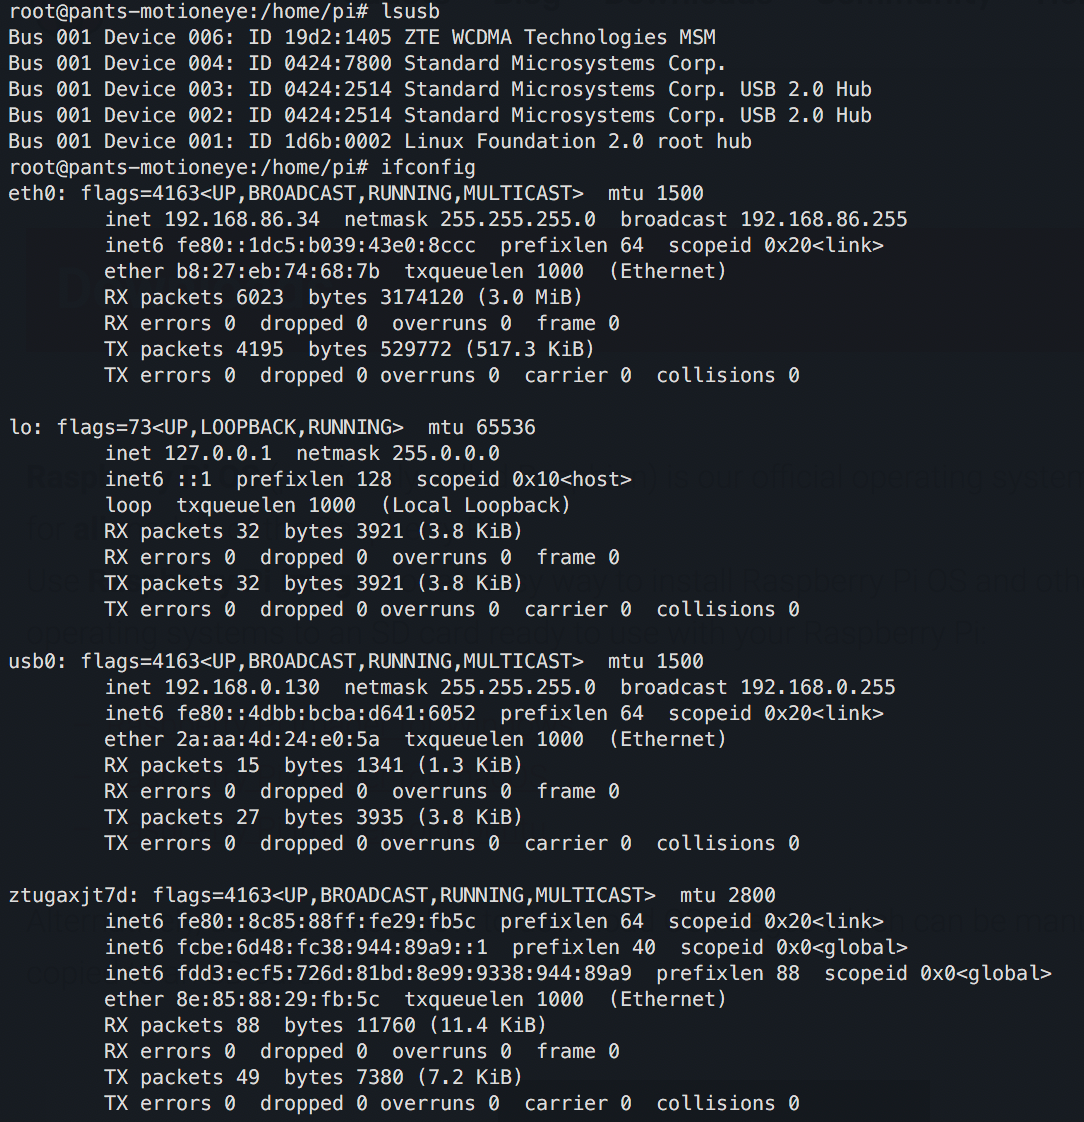 root@pants-motioneye:/home/pi# lsusb
Bus 001 Device 006: ID 19d2:1405 ZTE WCDMA Technologies MSM
Bus 001 Device 004: ID 0424:7800 Standard Microsystems Corp.
Bus 001 Device 003: ID 0424:2514 Standard Microsystems Corp. USB 2.0 Hub
Bus 001 Device 002: ID 0424:2514 Standard Microsystems Corp. USB 2.0 Hub
Bus 001 Device 001: ID 1d6b:0002 Linux Foundation 2.0 root hub
root@pants-motioneye:/home/pi# ifconfig
eth0: flags=4163<UP,BROADCAST,RUNNING,MULTICAST>  mtu 1500
        inet 192.168.86.34  netmask 255.255.255.0  broadcast 192.168.86.255
        inet6 fe80::1dc5:b039:43e0:8ccc  prefixlen 64  scopeid 0x20<link>
        ether b8:27:eb:74:68:7b  txqueuelen 1000  (Ethernet)
        RX packets 6023  bytes 3174120 (3.0 MiB)
        RX errors 0  dropped 0  overruns 0  frame 0
        TX packets 4195  bytes 529772 (517.3 KiB)
        TX errors 0  dropped 0 overruns 0  carrier 0  collisions 0

lo: flags=73<UP,LOOPBACK,RUNNING>  mtu 65536
        inet 127.0.0.1  netmask 255.0.0.0
        inet6 ::1  prefixlen 128  scopeid 0x10<host>
        loop  txqueuelen 1000  (Local Loopback)
        RX packets 32  bytes 3921 (3.8 KiB)
        RX errors 0  dropped 0  overruns 0  frame 0
        TX packets 32  bytes 3921 (3.8 KiB)
        TX errors 0  dropped 0 overruns 0  carrier 0  collisions 0

usb0: flags=4163<UP,BROADCAST,RUNNING,MULTICAST>  mtu 1500
        inet 192.168.0.130  netmask 255.255.255.0  broadcast 192.168.0.255
        inet6 fe80::4dbb:bcba:d641:6052  prefixlen 64  scopeid 0x20<link>
        ether 2a:aa:4d:24:e0:5a  txqueuelen 1000  (Ethernet)
        RX packets 15  bytes 1341 (1.3 KiB)
        RX errors 0  dropped 0  overruns 0  frame 0
        TX packets 27  bytes 3935 (3.8 KiB)
        TX errors 0  dropped 0 overruns 0  carrier 0  collisions 0

ztugaxjt7d: flags=4163<UP,BROADCAST,RUNNING,MULTICAST>  mtu 2800
        inet6 fe80::8c85:88ff:fe29:fb5c  prefixlen 64  scopeid 0x20<link>
        inet6 fcbe:6d48:fc38:944:89a9::1  prefixlen 40  scopeid 0x0<global>
        inet6 fdd3:ecf5:726d:81bd:8e99:9338:944:89a9  prefixlen 88  scopeid 0x0<global>
        ether 8e:85:88:29:fb:5c  txqueuelen 1000  (Ethernet)
        RX packets 88  bytes 11760 (11.4 KiB)
        RX errors 0  dropped 0  overruns 0  frame 0
        TX packets 49  bytes 7380 (7.2 KiB)
        TX errors 0  dropped 0 overruns 0  carrier 0  collisions 0